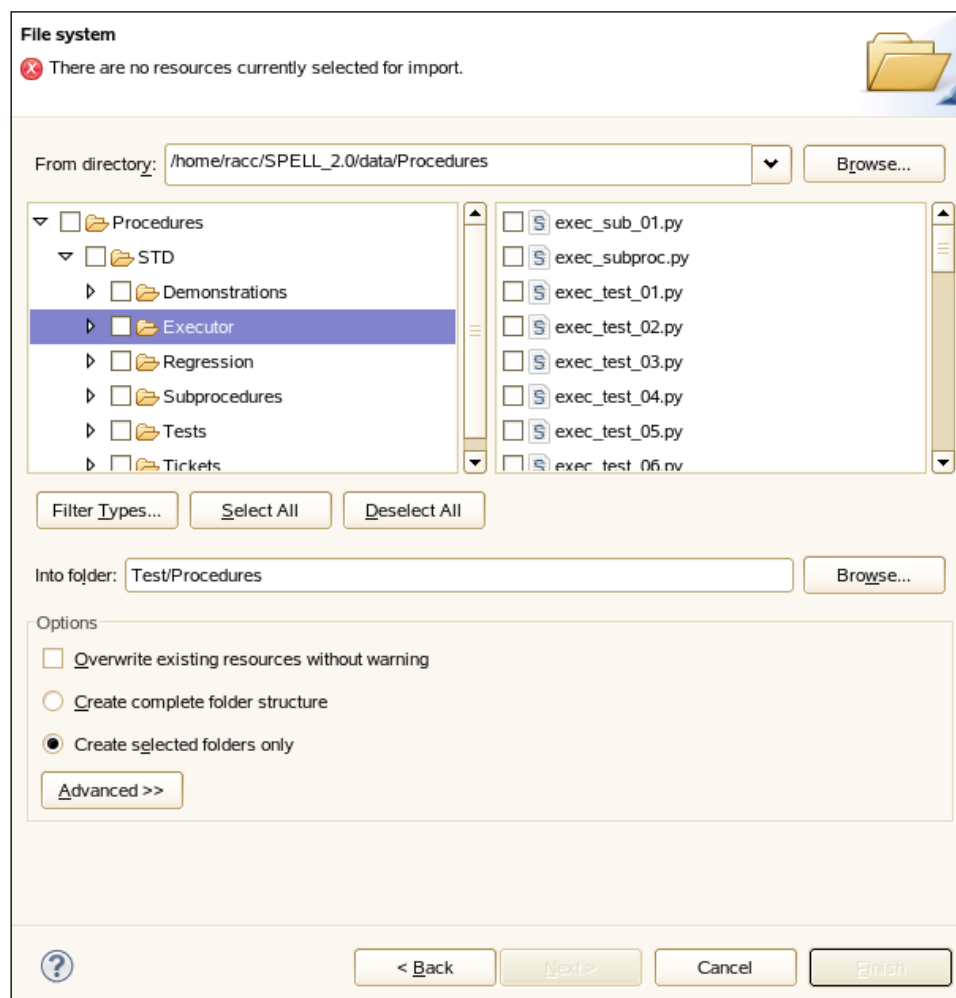 File system
There are no resources currently selected for import.
From directory: /home/racc/SPELL_2.0/data/Procedures Browse...
Procedures
STD
Demonstrations
Executor
Regression
Subprocedures
Tests
Tickets
exec_sub_01.py
exec_subproc.py
exec_test_01.py
exec_test_02.py
exec_test_03.py
exec_test_04.py
exec_test_05.py
exec_test_06.py
Filter Types... Select All Deselect All
Into folder: Test/Procedures Browse...
Options
Overwrite existing resources without warning
Create complete folder structure
Create selected folders only
Advanced >>
< Back Next > Cancel Finish